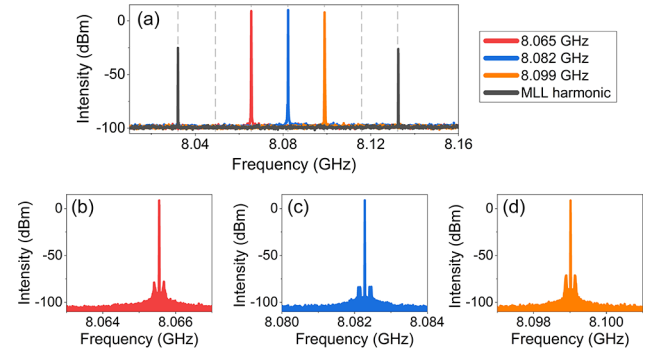 (a)
0
-50
-100
Intensity (dBm)
8.04
8.08
8.12
8.16
Frequency (GHz)
8.065 GHz
8.082 GHz
8.099 GHz
MLL harmonic
(b)
0
-50
-100
Intensity (dBm)
8.064
8.066
Frequency (GHz)
(c)
0
-50
-100
Intensity (dBm)
8.080
8.082
8.084
Frequency (GHz)
(d)
0
-50
-100
Intensity (dBm)
8.098
8.100
Frequency (GHz)